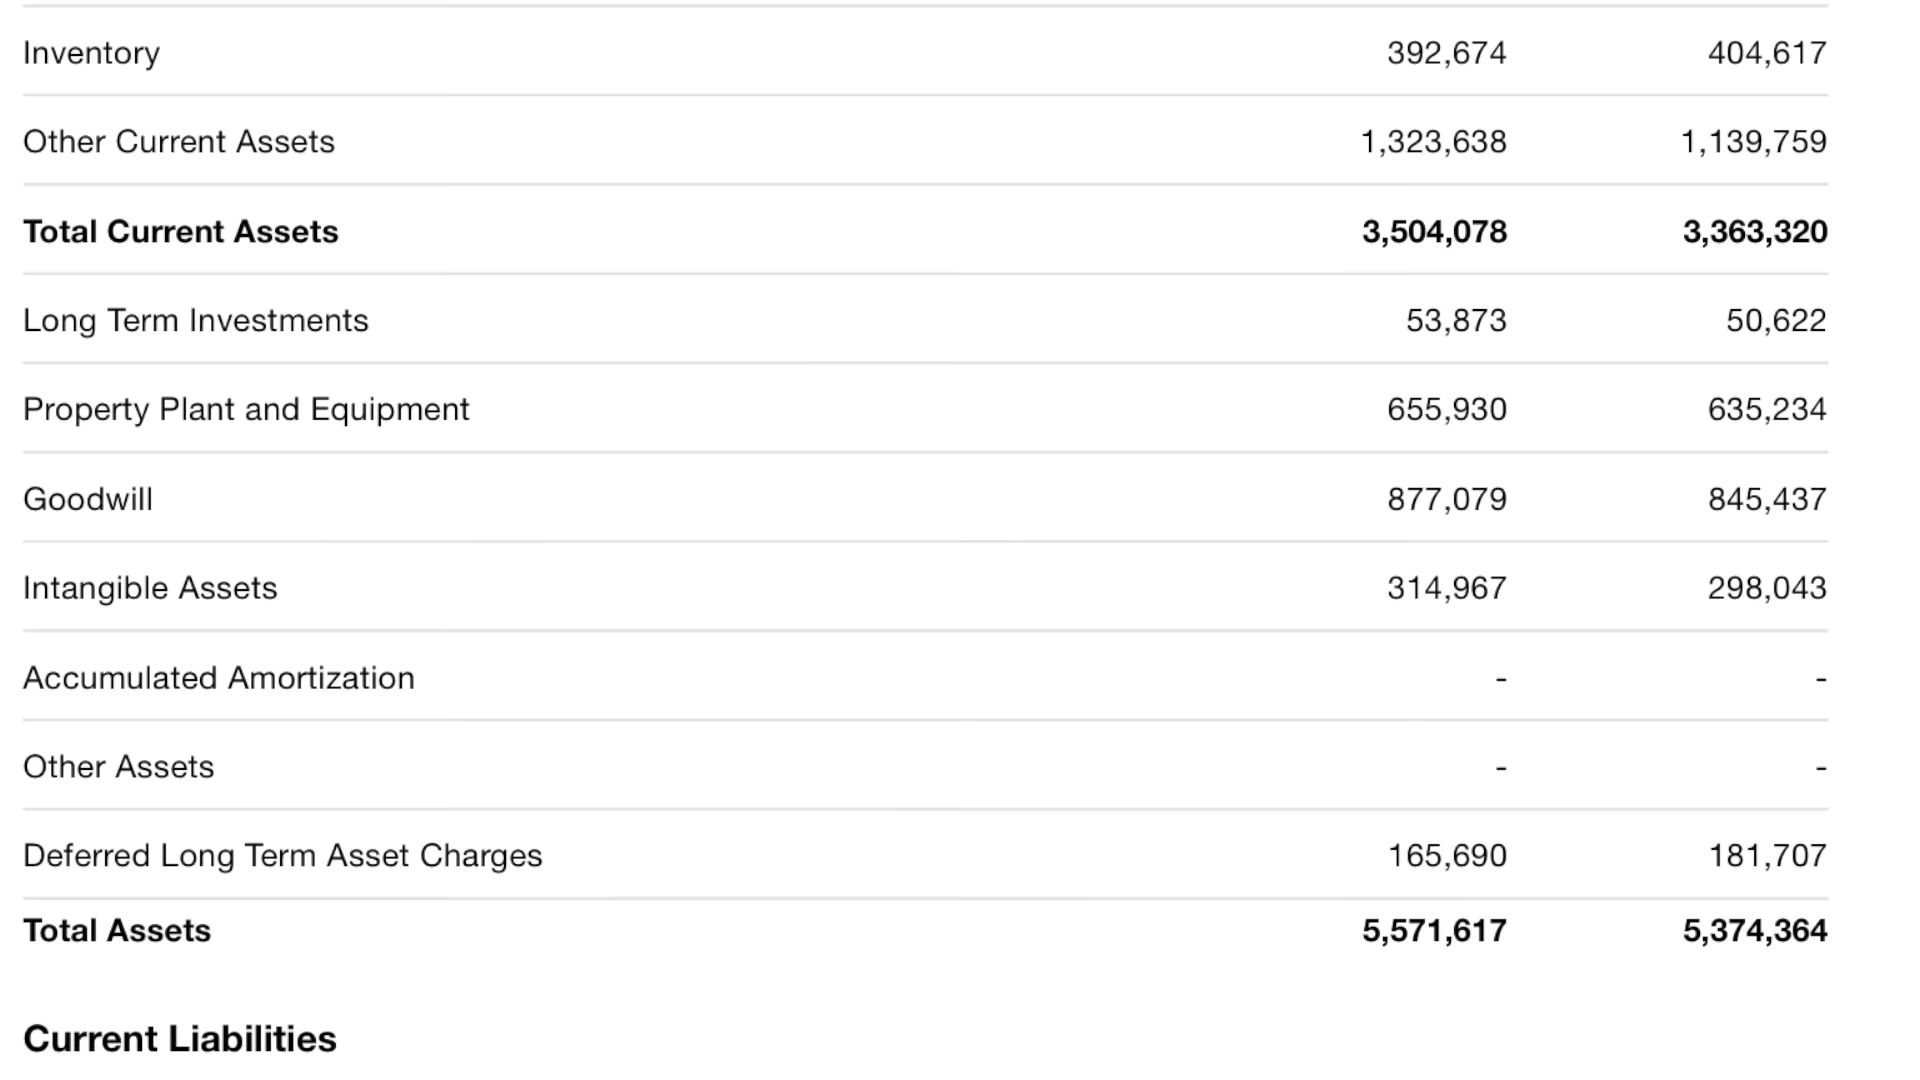 Inventory 392,674 404,617
Other Current Assets 1,323,638 1,139,759
Total Current Assets 3,504,078 3,363,320
Long Term Investments 53,873 50,622
Property Plant and Equipment 655,930 635,234
Goodwill 877,079 845,437
Intangible Assets 314,967 298,043
Accumulated Amortization - -
Other Assets - -
Deferred Long Term Asset Charges 165,690 181,707
Total Assets 5,571,617 5,374,364
Current Liabilities